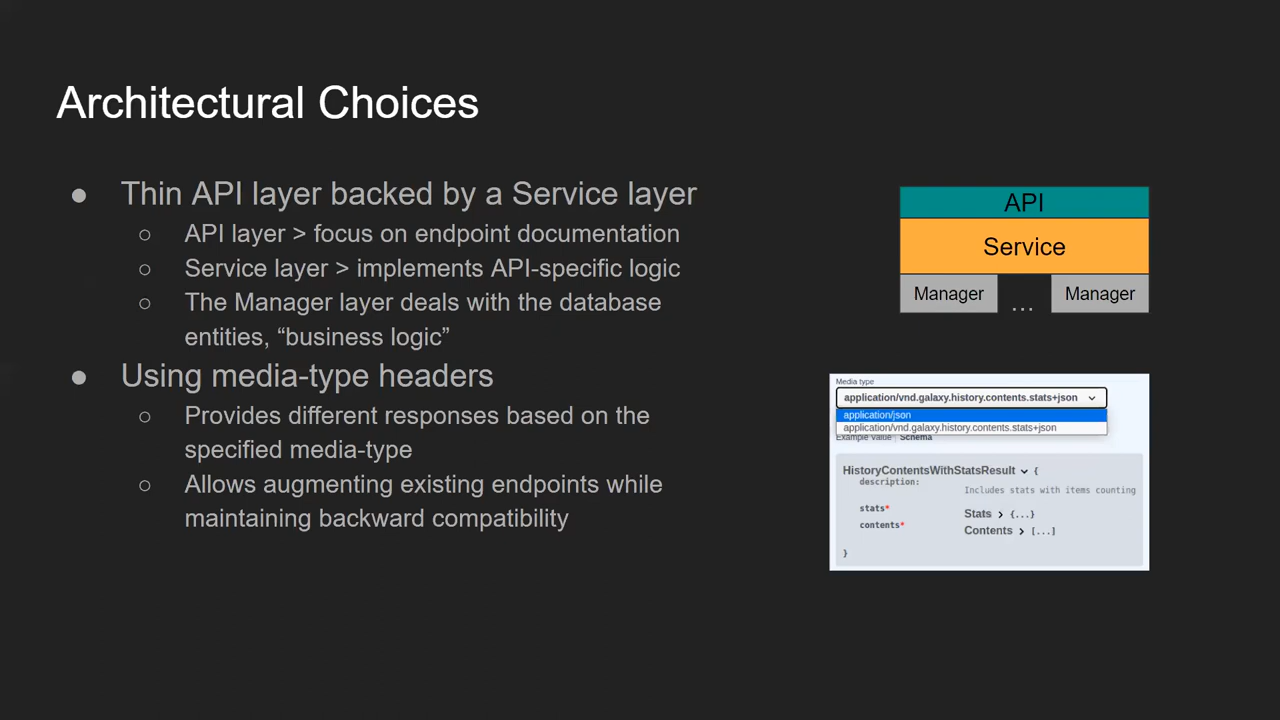 Architectural Choices
● Thin API layer backed by a Service layer
○ API layer > focus on endpoint documentation
○ Service layer > implements API-specific logic
○ The Manager layer deals with the database
entities, “business logic”
● Using media-type headers
○ Provides different responses based on the
specified media-type
○ Allows augmenting existing endpoints while
maintaining backward compatibility
API
Service
Manager … Manager
Media type
application/vnd.galaxy.history.contents.stats+json
application/json
application/vnd.galaxy.history.contents.stats+json
Example Value Schema
HistoryContentsWithStatsResult {
description:
Includes stats with items counting
stats* Stats > {...}
contents* Contents > [...]
}